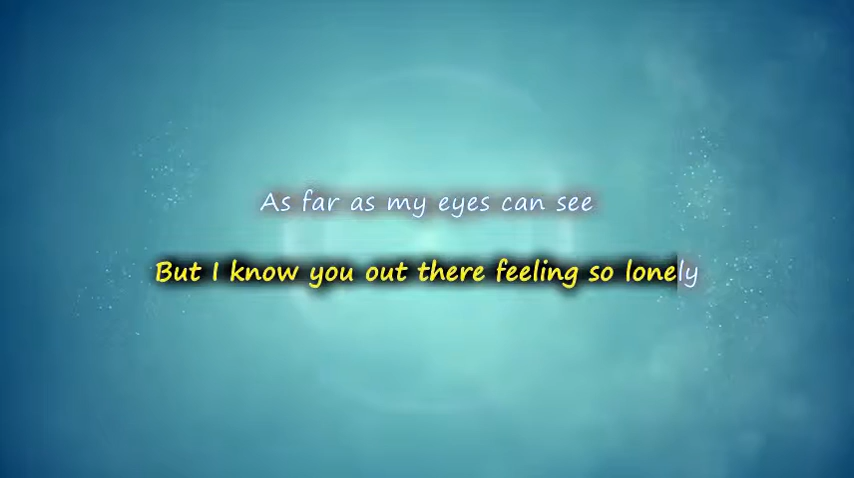 As far as my eyes can see
But I know you out there feeling so lonely